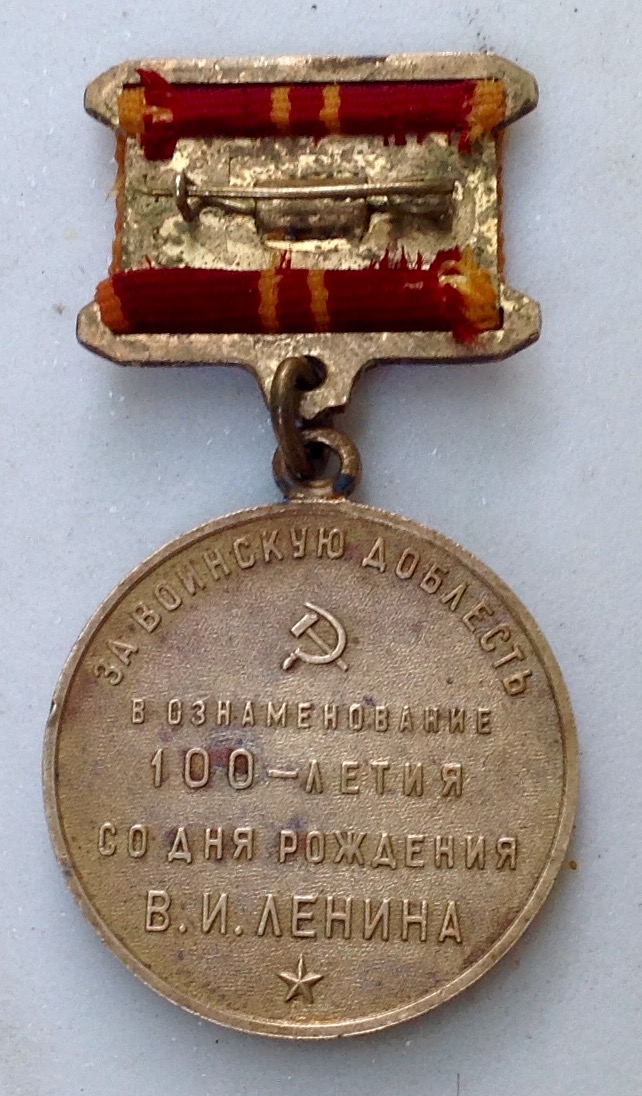 ЗА ВОИНСКУЮ ДОБЛЕСТЬ
В ОЗНАМЕНОВАНИЕ
100-ЛЕТИЯ
СО ДНЯ РОЖДЕНИЯ
В. И. ЛЕНИНА